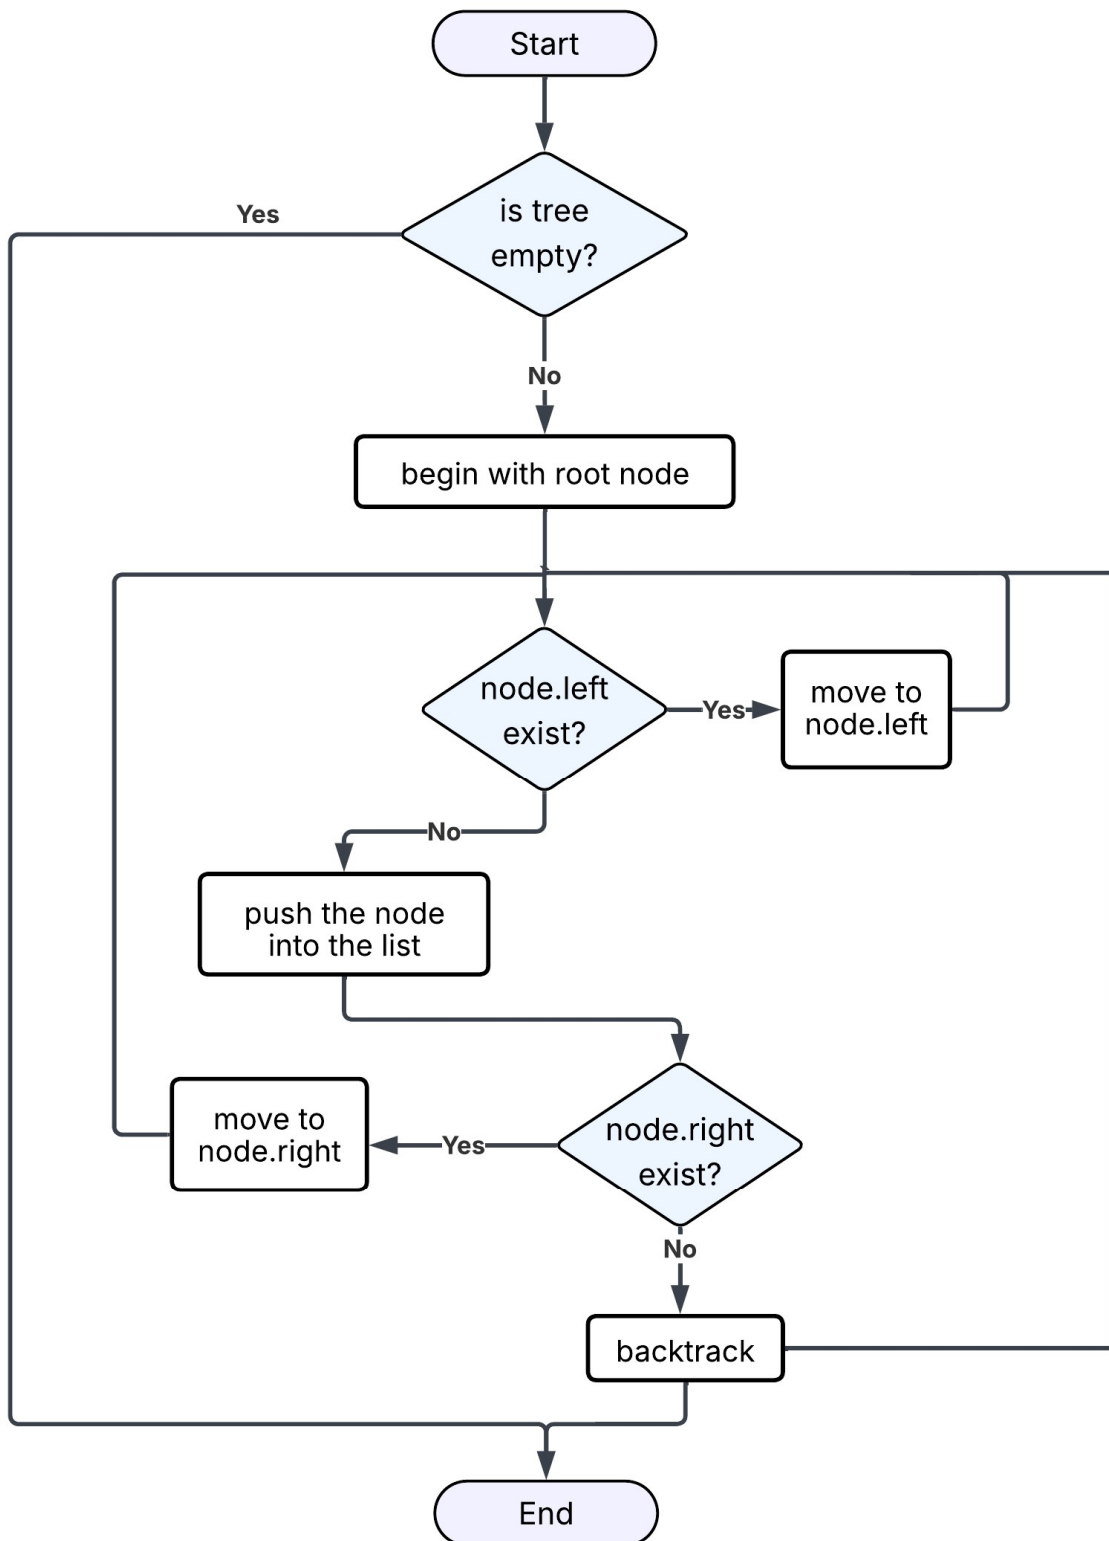 Start
is tree
empty?
Yes
No
begin with root node
node.left
exist?
Yes
move to
node.left
No
push the node
into the list
node.right
exist?
Yes
move to
node.right
No
backtrack
End